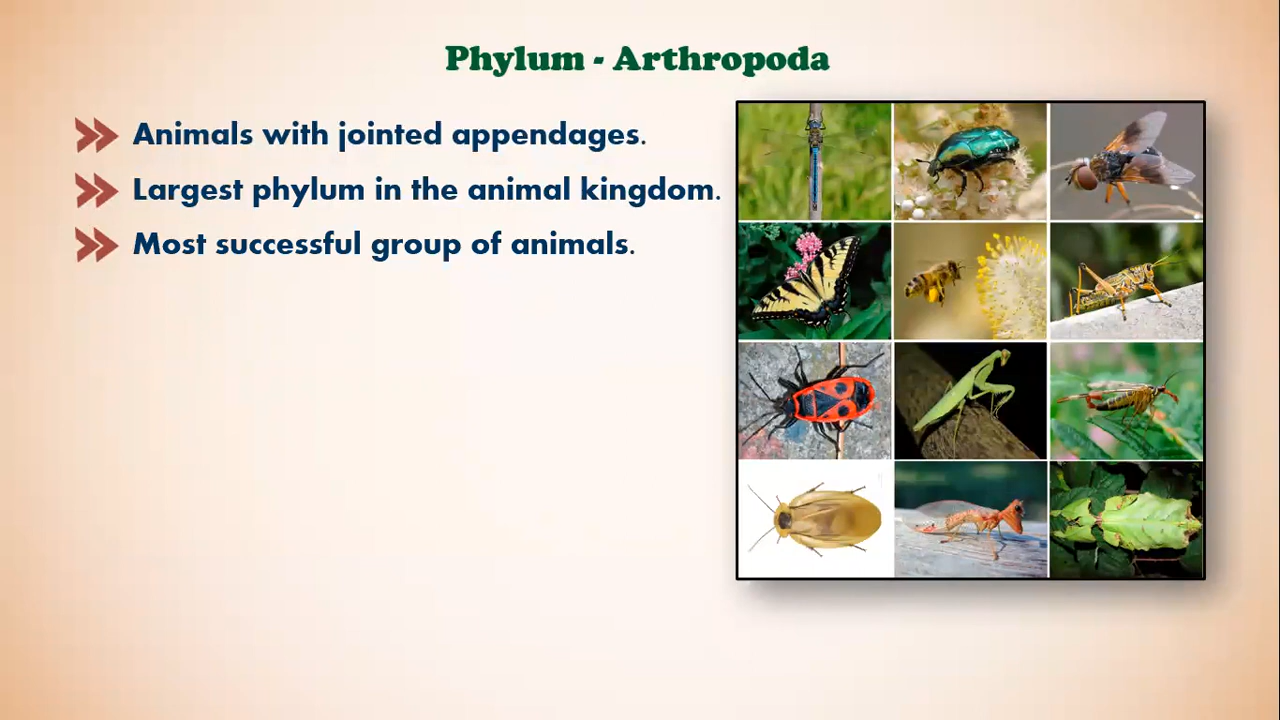 Phylum - Arthropoda
Animals with jointed appendages.
Largest phylum in the animal kingdom.
Most successful group of animals.